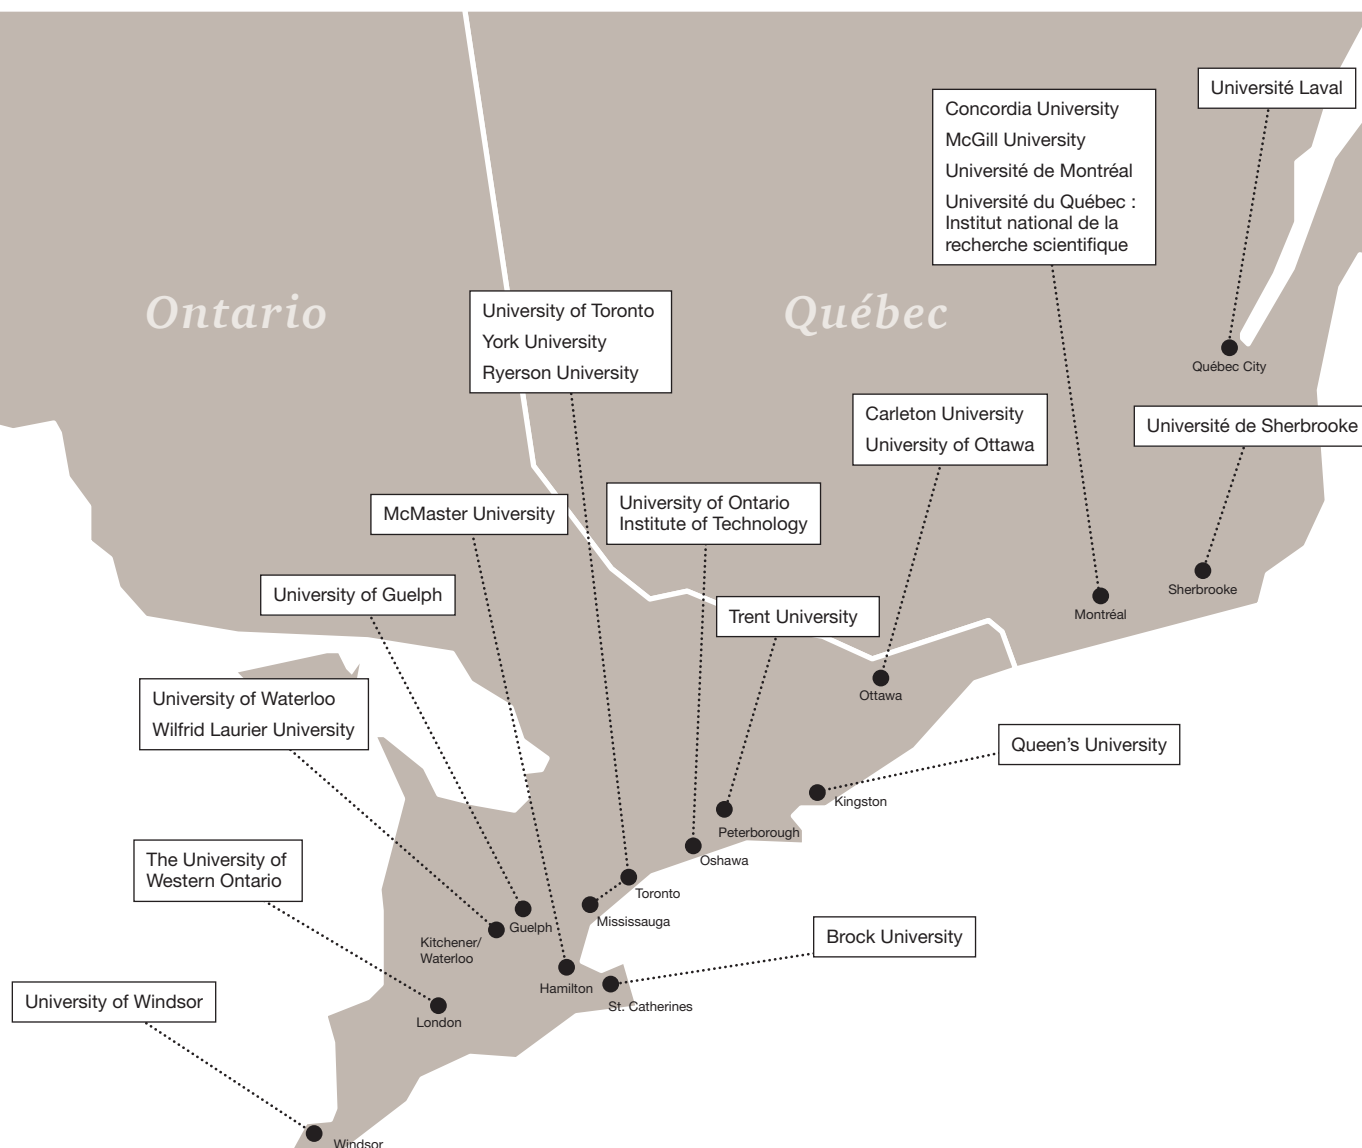 Université Laval
Concordia University
McGill University
Université de Montréal
Université du Québec :
Institut national de la
recherche scientifique
Ontario
Québec
University of Toronto
York University
Ryerson University
Québec City
Carleton University
University of Ottawa
Université de Sherbrooke
McMaster University
University of Ontario
Institute of Technology
University of Guelph
Trent University
Sherbrooke
Montréal
Ottawa
University of Waterloo
Wilfrid Laurier University
Queen's University
Kingston
Peterborough
The University of
Western Ontario
Oshawa
Toronto
Mississauga
Guelph
Kitchener/
Waterloo
Brock University
Hamilton
St. Catherines
University of Windsor
London
Windsor